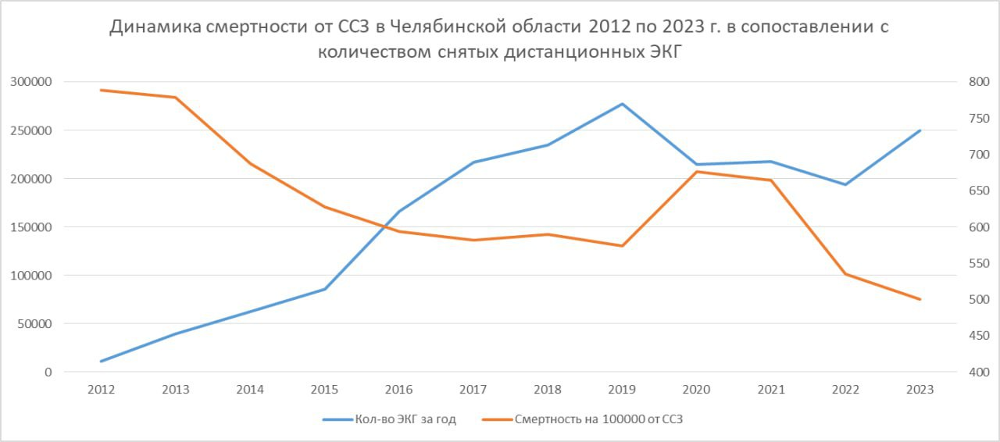 Динамика смертности от ССЗ в Челябинской области 2012 по 2023 г. в сопоставлении с
количеством снятых дистанционных ЭКГ
300000 800
250000 750
200000 700
150000 650
100000 600
50000 550
0 500
450
400
2012 2013 2014 2015 2016 2017 2018 2019 2020 2021 2022 2023
Кол-во ЭКГ за год Смертность на 100000 от ССЗ